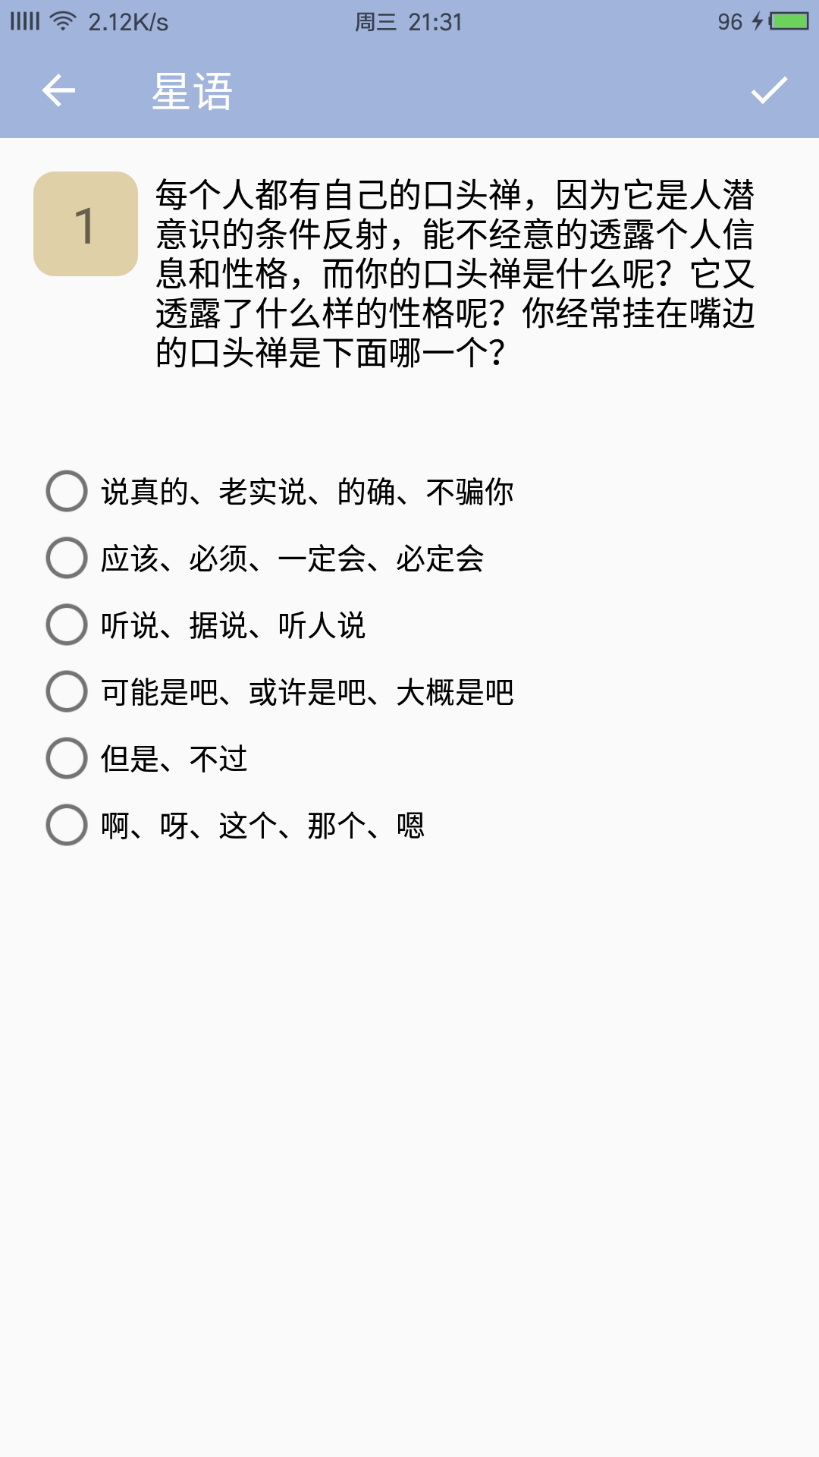 2.12K/s 周三 21:31 96
星语
1
每个人都有自己的口头禅，因为它是人潜
意识的条件反射，能不经意的透露个人信
息和性格，而你的口头禅是什么呢？它又
透露了什么样的性格呢？你经常挂在嘴边
的口头禅是下面哪一个？
说真的、老实说、的确、不骗你
应该、必须、一定会、必定会
听说、据说、听人说
可能是吧、或许是吧、大概是吧
但是、不过
啊、呀、这个、那个、嗯